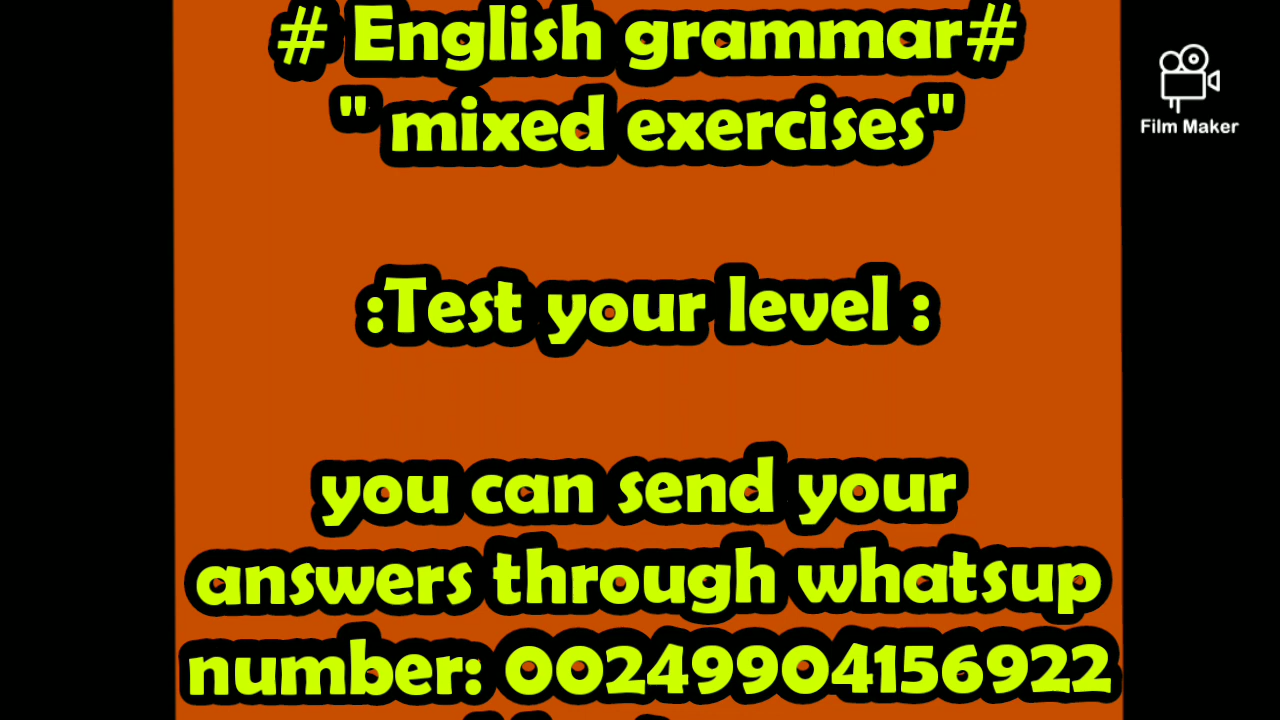 # English grammar#
" mixed exercises"
Film Maker
:Test your level :
you can send your
answers through whatsup
number: 00249904156922